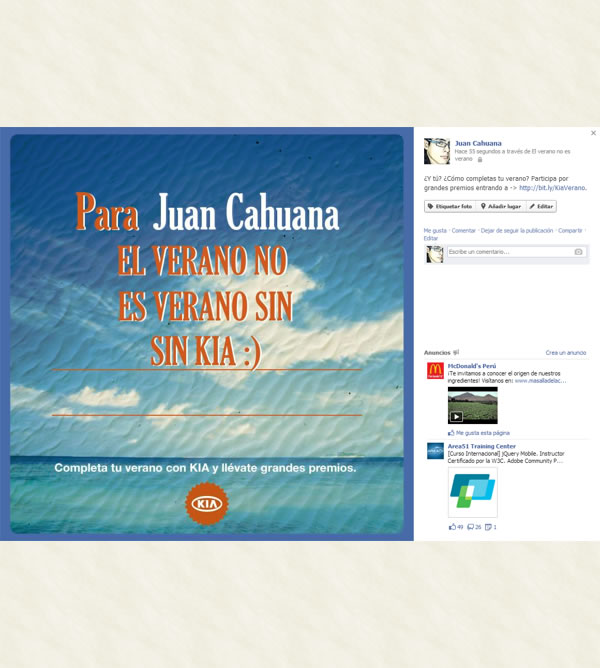 Para Juan Cahuana
EL VERANO NO
ES VERANO SIN
SIN KIA :)
Completa tu verano con KIA y llévate grandes premios.
KIA
Juan Cahuana
Hace 55 segundos a través de El verano no es
verano
¿Y tú? ¿Cómo completas tu verano? Participa por
grandes premios entrando a -> http://bit.ly/KiaVerano.
Etiquetar foto
Añadir lugar
Editar
Me gusta · Comentar · Dejar de seguir la publicación · Compartir ·
Editar
Escribe un comentario...
Anuncios
Crea un anuncio
McDonald's Perú
¡Te invitamos a conocer el origen de nuestros
ingredientes! Visítanos en: www.masalladelac...
Me gusta esta página
Area51 Training Center
[Curso Internacional] jQuery Mobile. Instructor
Certificado por la W3C. Adobe Community P...
49 26 1